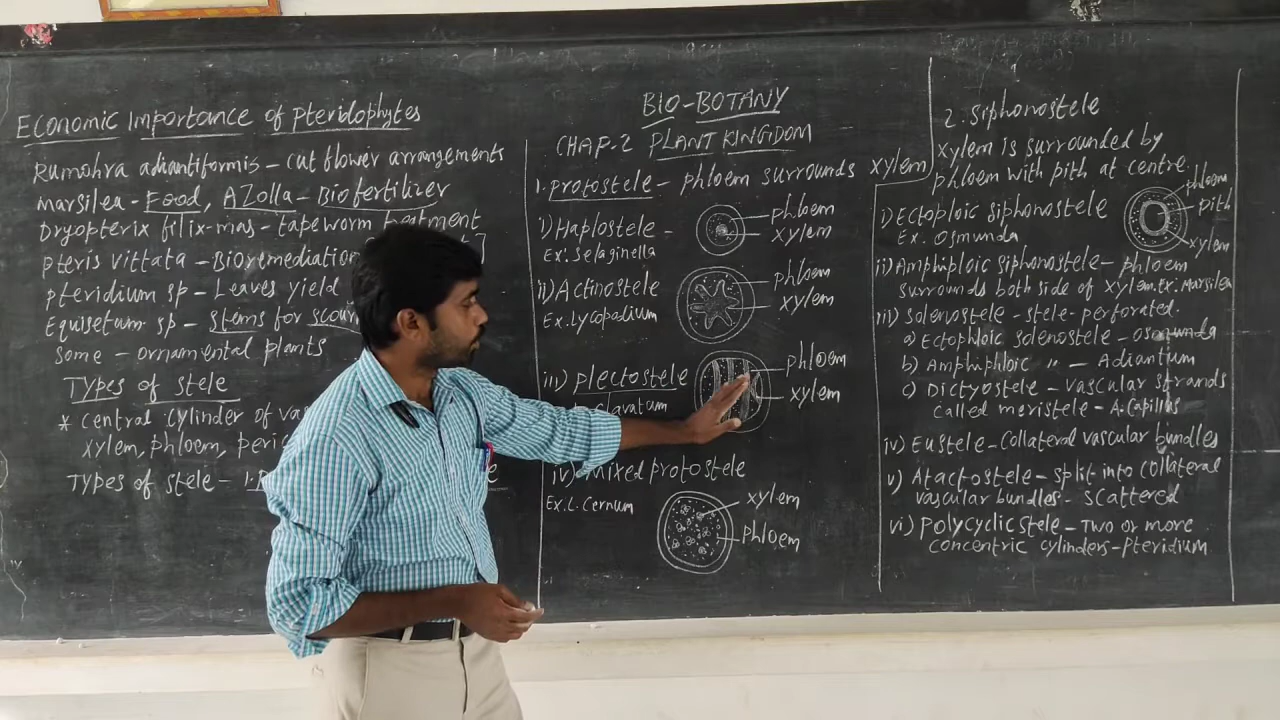 Economic Importance of Pteridophytes
Rumohra adiantiformis – cut flower arrangements
Marsilea – Food, Azolla – Biofertilizer
Dryopterix filix-mas – tapeworm treatment
Pteris vittata – Bioremediation
Pteridium sp – Leaves yield
Equisetum sp – stems for scour
Some – ornamental plants
Types of stele
* Central cylinder of
xylem, phloem,
Types of stele – 1.
BIO-BOTANY
CHAP-2 PLANT KINGDOM
1. Protostele – phloem surrounds xylem
i) Haplostele –
Ex: Selaginella
phloem
xylem
ii) Actinostele
Ex. Lycopodium
phloem
xylem
iii) plectostele
clavatum
phloem
xylem
iv) mixed protostele
Ex. L. Cernum
xylem
phloem
2. Siphonostele
Xylem is surrounded by
phloem with pith at centre.
i) Ectoploic siphonostele
Ex. Osmunda
phloem
pith
xylem
ii) Amphiploic siphonostele – phloem
surrounds both side of xylem. Ex. Marsilea
iii) Solenostele – stele – perforated.
a) Ectophloic solenostele – osmunda
b) Amphiphloic " – Adiantum
c) Dictyostele – vascular strands
called meristele – A. Capillus
iv) Eustele – collateral vascular bundles
v) Atactostele – split into collateral
vascular bundles – scattered
vi) polycyclic stele – Two or more
concentric cylinders – pteridium